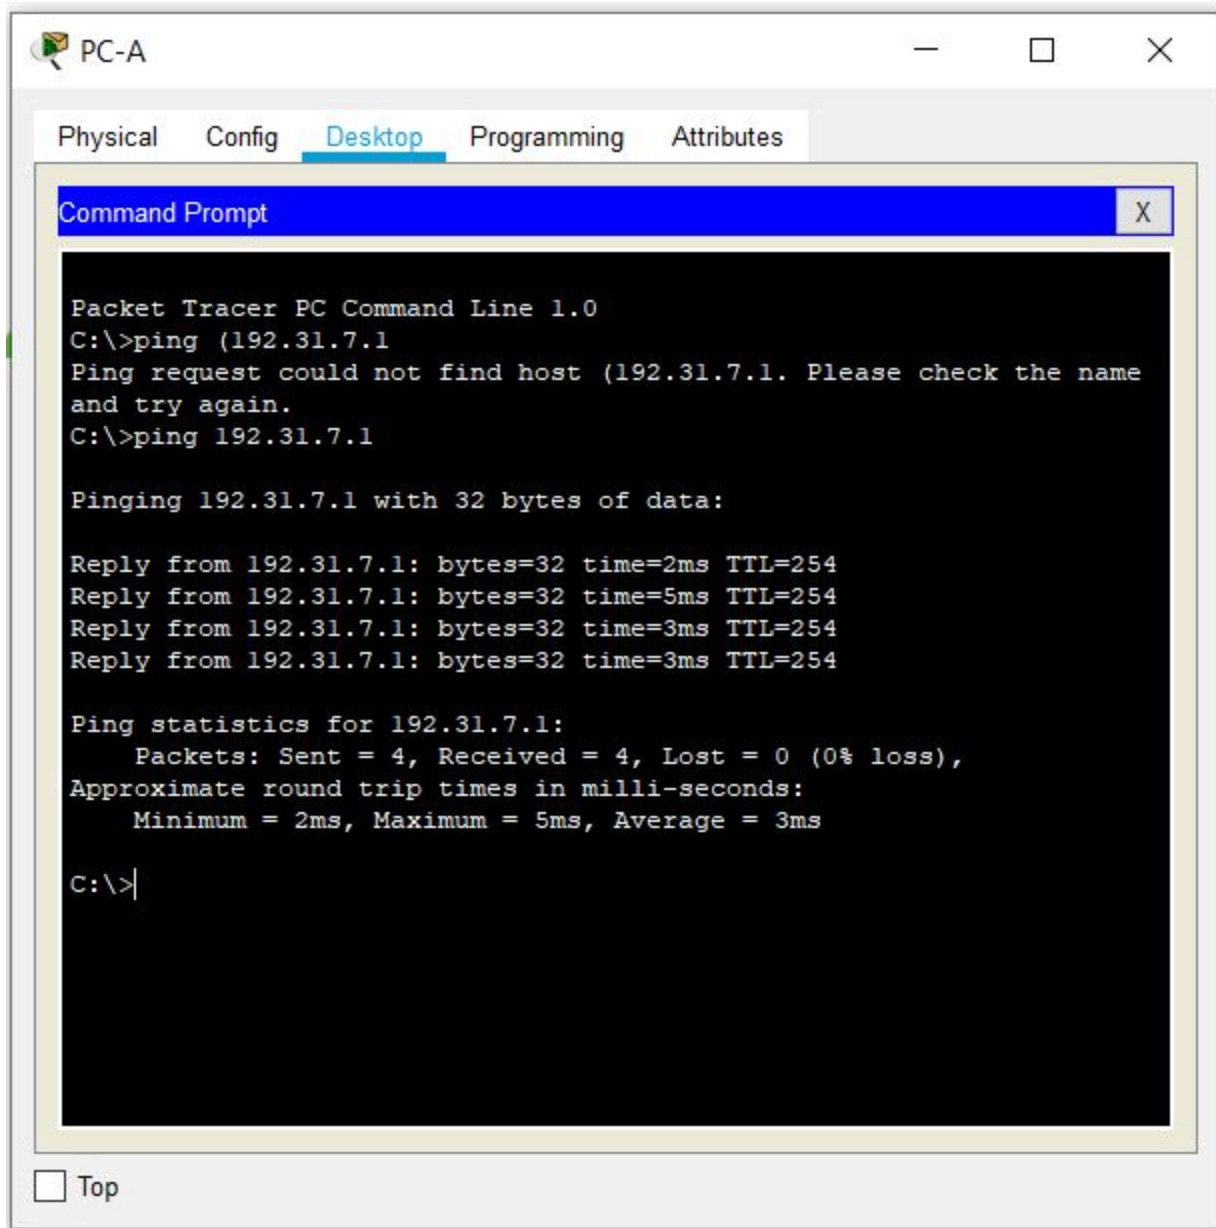 PC-A
Physical Config Desktop Programming Attributes
Command Prompt X
Packet Tracer PC Command Line 1.0
C:\>ping (192.31.7.1
Ping request could not find host (192.31.7.1. Please check the name
and try again.
C:\>ping 192.31.7.1
Pinging 192.31.7.1 with 32 bytes of data:
Reply from 192.31.7.1: bytes=32 time=2ms TTL=254
Reply from 192.31.7.1: bytes=32 time=5ms TTL=254
Reply from 192.31.7.1: bytes=32 time=3ms TTL=254
Reply from 192.31.7.1: bytes=32 time=3ms TTL=254
Ping statistics for 192.31.7.1:
Packets: Sent = 4, Received = 4, Lost = 0 (0% loss),
Approximate round trip times in milli-seconds:
Minimum = 2ms, Maximum = 5ms, Average = 3ms
C:\>
Top